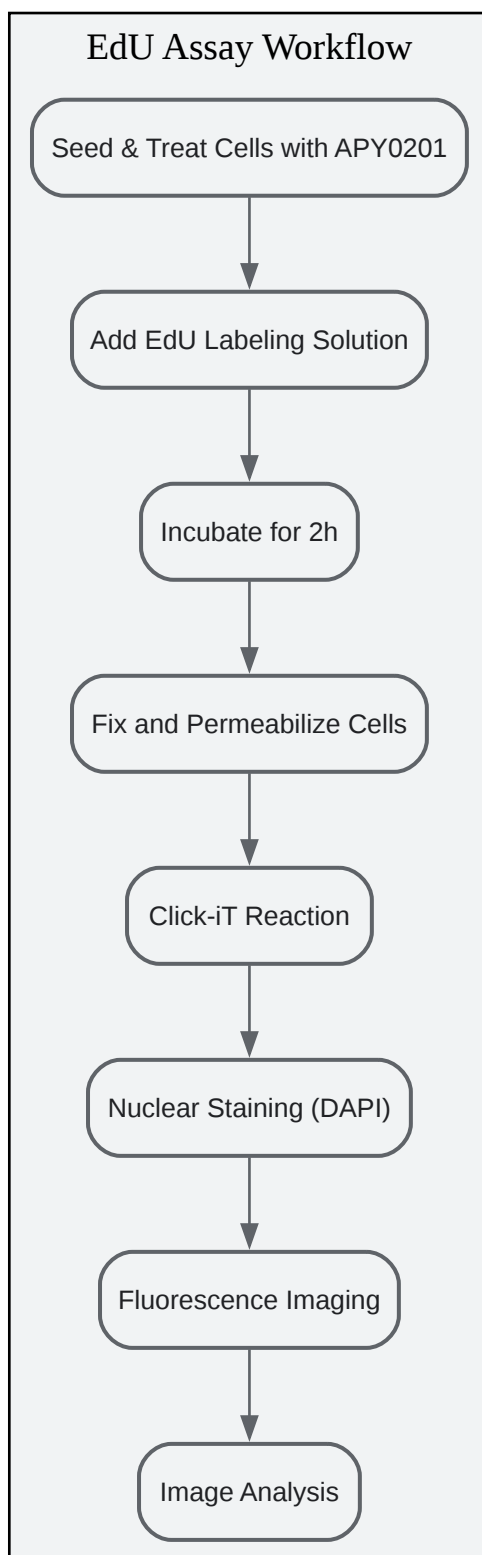 EdU Assay Workflow
Seed & Treat Cells with APY0201
Add EdU Labeling Solution
Incubate for 2h
Fix and Permeabilize Cells
Click-iT Reaction
Nuclear Staining (DAPI)
Fluorescence Imaging
Image Analysis